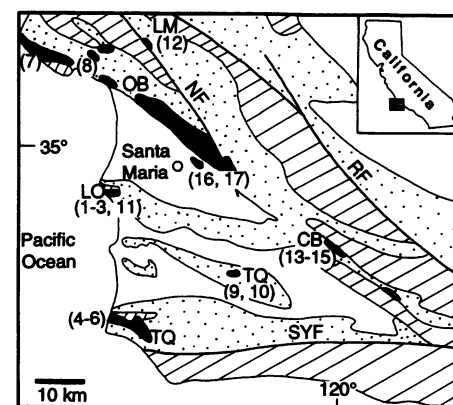 LM
(12)
(7)
(8)
OB
NF
California
35°
Santa
Maria
(16, 17)
RF
LO
(1-3, 11)
Pacific
Ocean
CB
(13-15)
TQ
(9, 10)
(4-6)
TQ
SYF
10 km
120°